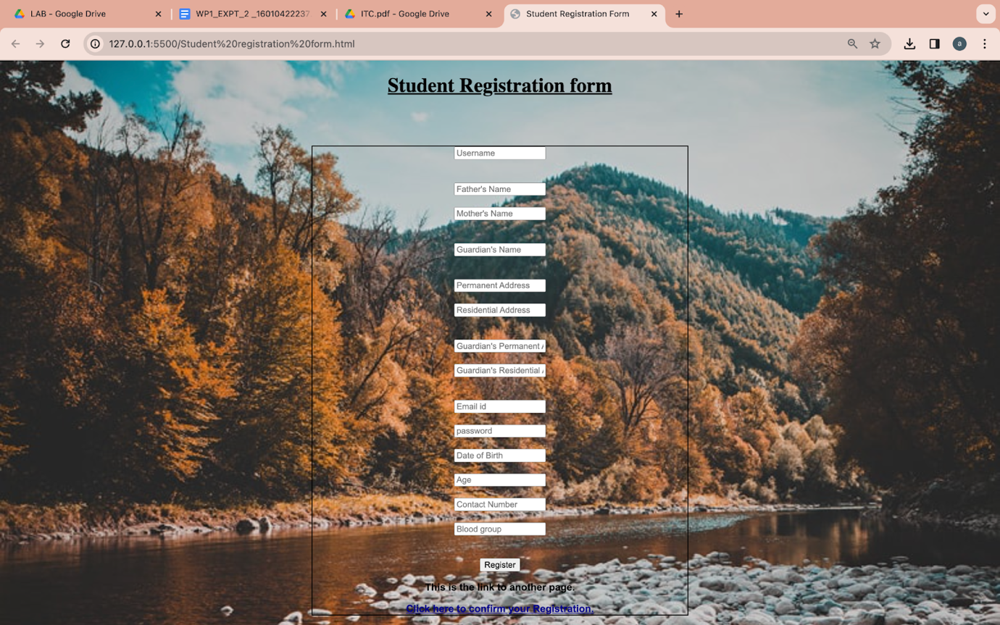 LAB - Google Drive
WP1_EXPT_2 _16010422237
ITC.pdf - Google Drive
Student Registration Form
127.0.0.1:5500/Student%20registration%20form.html
a
Student Registration form
Username
Father's Name
Mother's Name
Guardian's Name
Permanent Address
Residential Address
Guardian's Permanent
Guardian's Residential
Email id
password
Date of Birth
Age
Contact Number
Blood group
Register
This is the link to another page.
Click here to confirm your Registration.